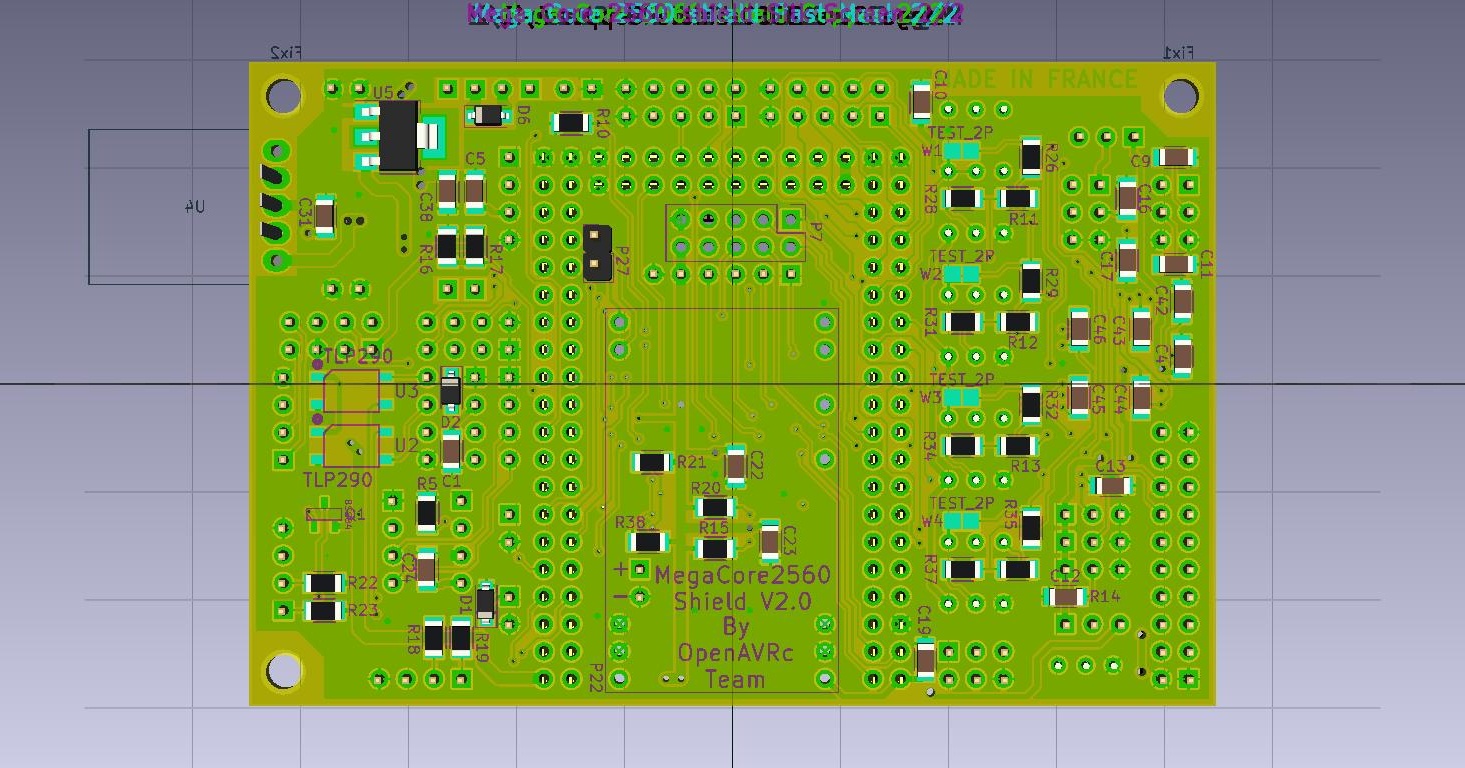 Fix2
Fix1
MADE IN FRANCE
U5
D6
R10
C10
TEST_2P
W1
R26
C9
C5
C38
C31
U4
R28
R11
C16
P7
R16
R17
P27
TEST_2P
W2
R29
C17
C11
C42
R31
R12
C46
C43
TLP290
U3
D2
TEST_2P
W3
R32
C45
C44
U2
TLP290
R34
R13
C13
R21
C22
R5
C1
R20
R38
R15
C23
TEST_2P
W4
R35
C24
R37
C12
R14
R22
R23
D1
R18
R19
C19
P22
+
-
MegaCore2560
Shield V2.0
By
OpenAVRc
Team